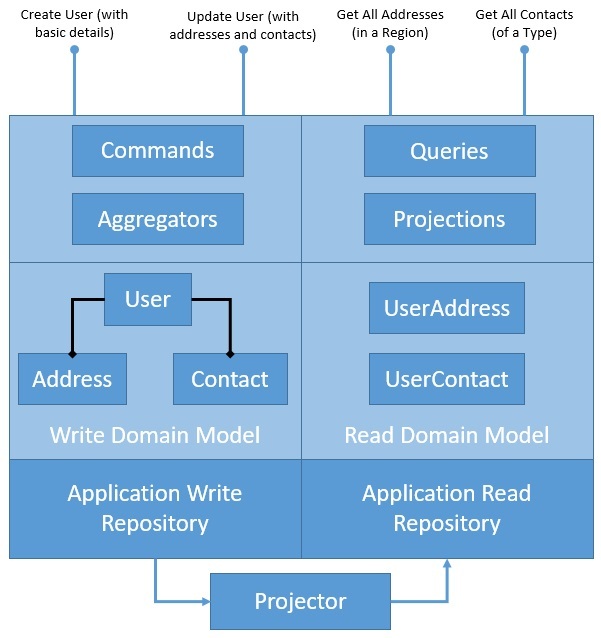 Create User (with
basic details)
Update User (with
addresses and contacts)
Get All Addresses
(in a Region)
Get All Contacts
(of a Type)
Commands
Queries
Aggregators
Projections
User
UserAddress
Address
Contact
UserContact
Write Domain Model
Read Domain Model
Application Write
Repository
Application Read
Repository
Projector